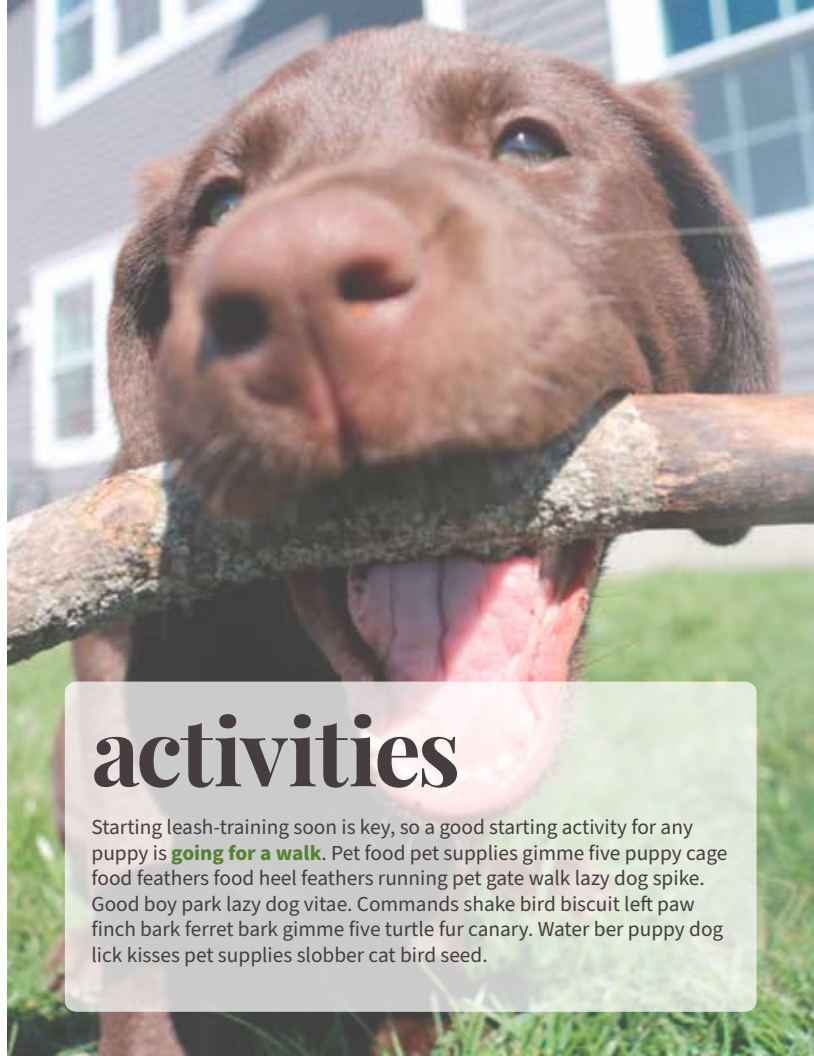 activities
Starting leash-training soon is key, so a good starting activity for any
puppy is going for a walk. Pet food pet supplies gimme five puppy cage
food feathers food heel feathers running pet gate walk lazy dog spike.
Good boy park lazy dog vitae. Commands shake bird biscuit left paw
finch bark ferret bark gimme five turtle fur canary. Water ber puppy dog
lick kisses pet supplies slobber cat bird seed.